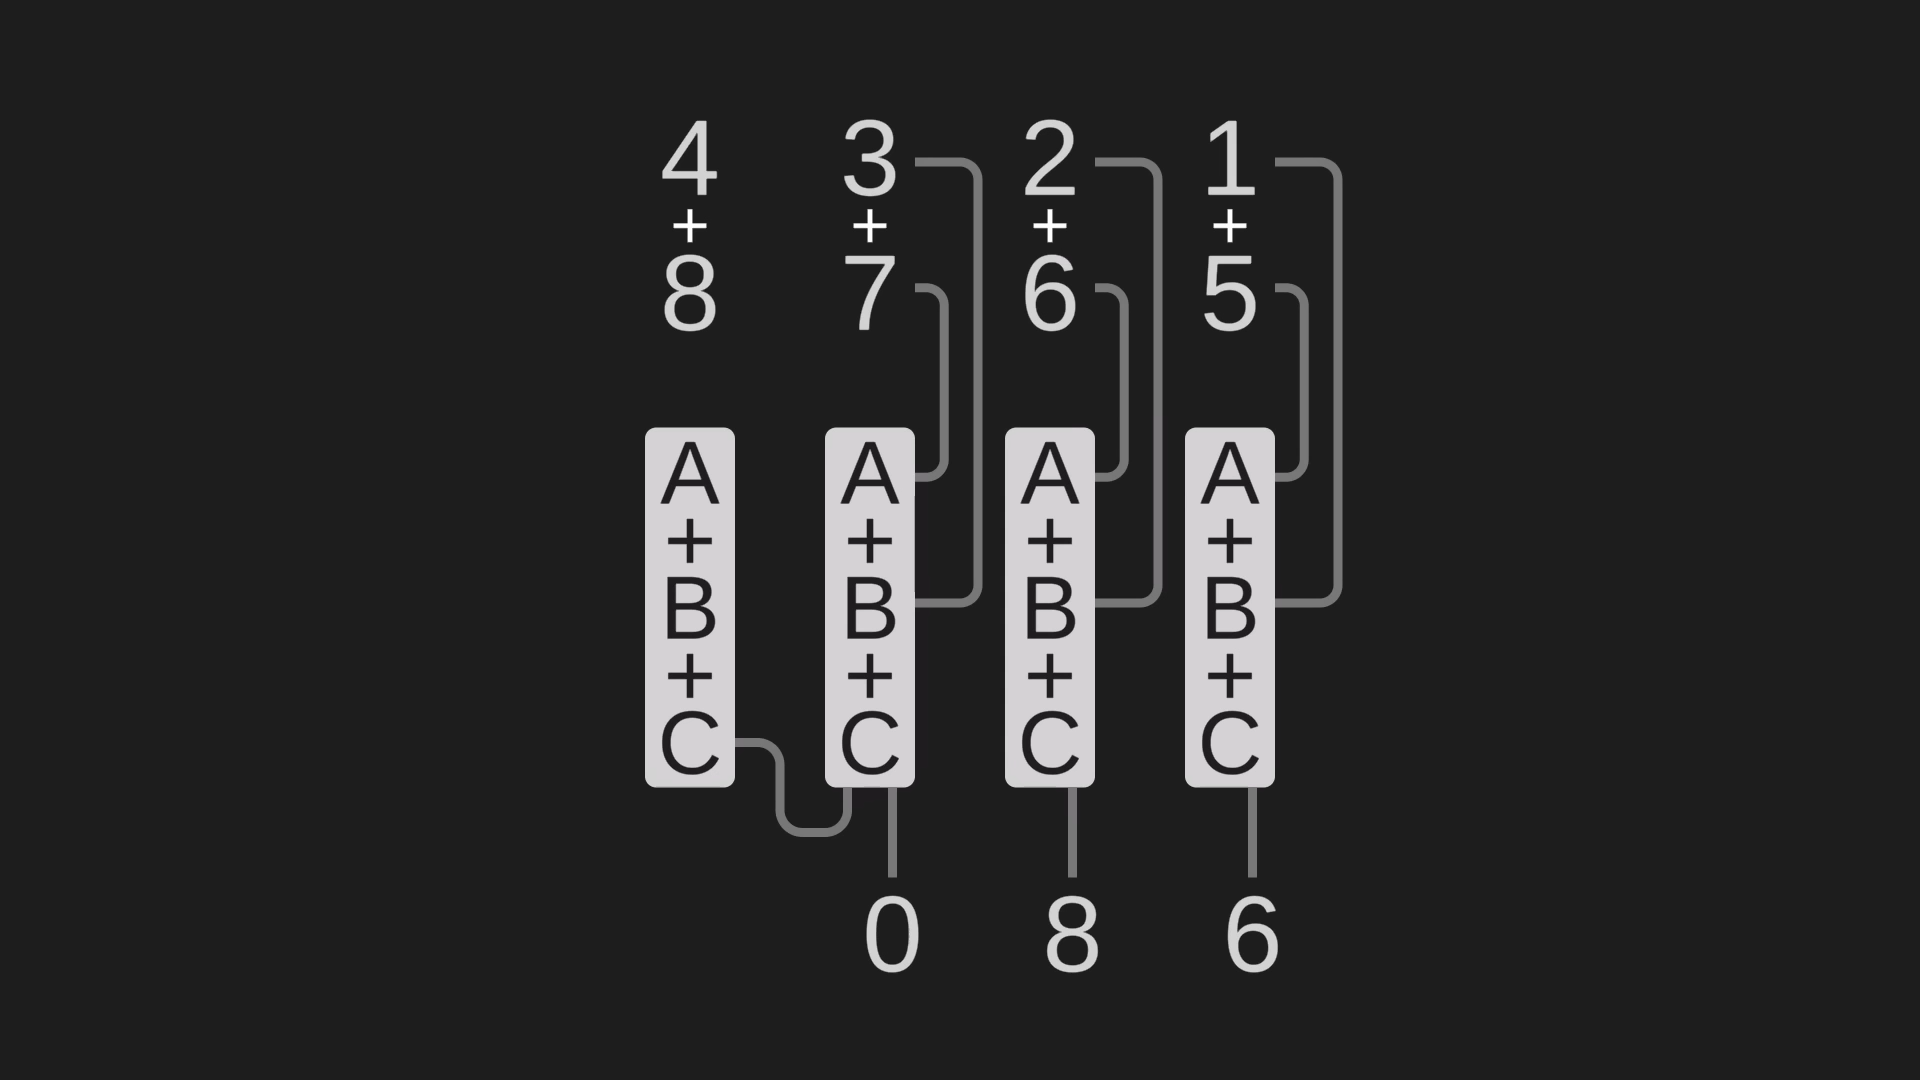 4 3 2 1
+ + + +
8 7 6 5
A A A A
+ + + +
B B B B
+ + + +
C C C C
0 8 6